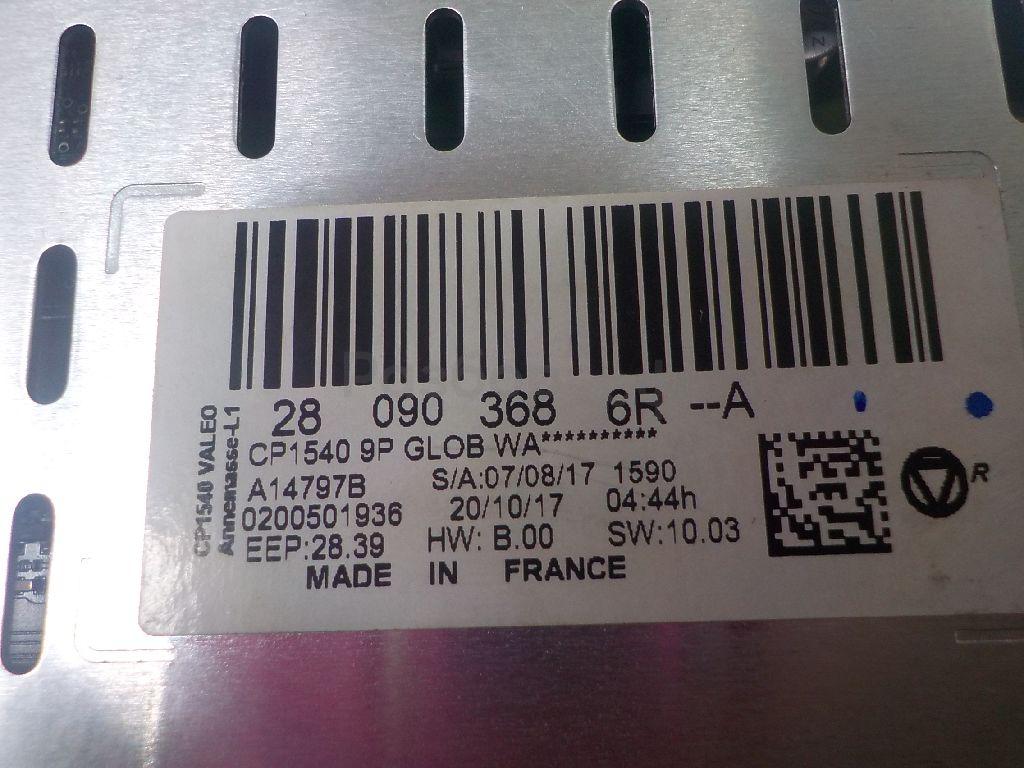 28 090 368 6R --A
CP1540 9P GLOB WA**********
A14797B S/A:07/08/17 1590
0200501936 20/10/17 04:44h
EEP:28.39 HW: B.00 SW:10.03
MADE IN FRANCE
CP1540 VALEO
Annemasse-L1
R